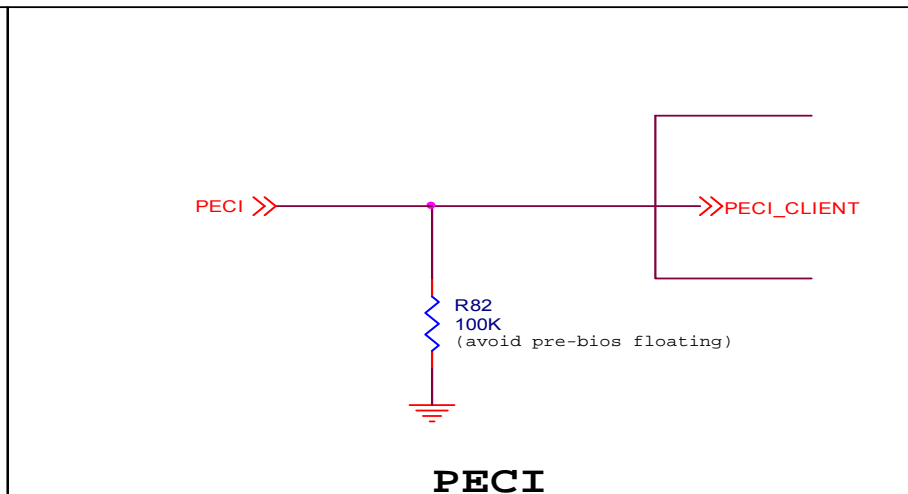 PECI
PECI_CLIENT
R82
100K
(avoid pre-bios floating)
PECI